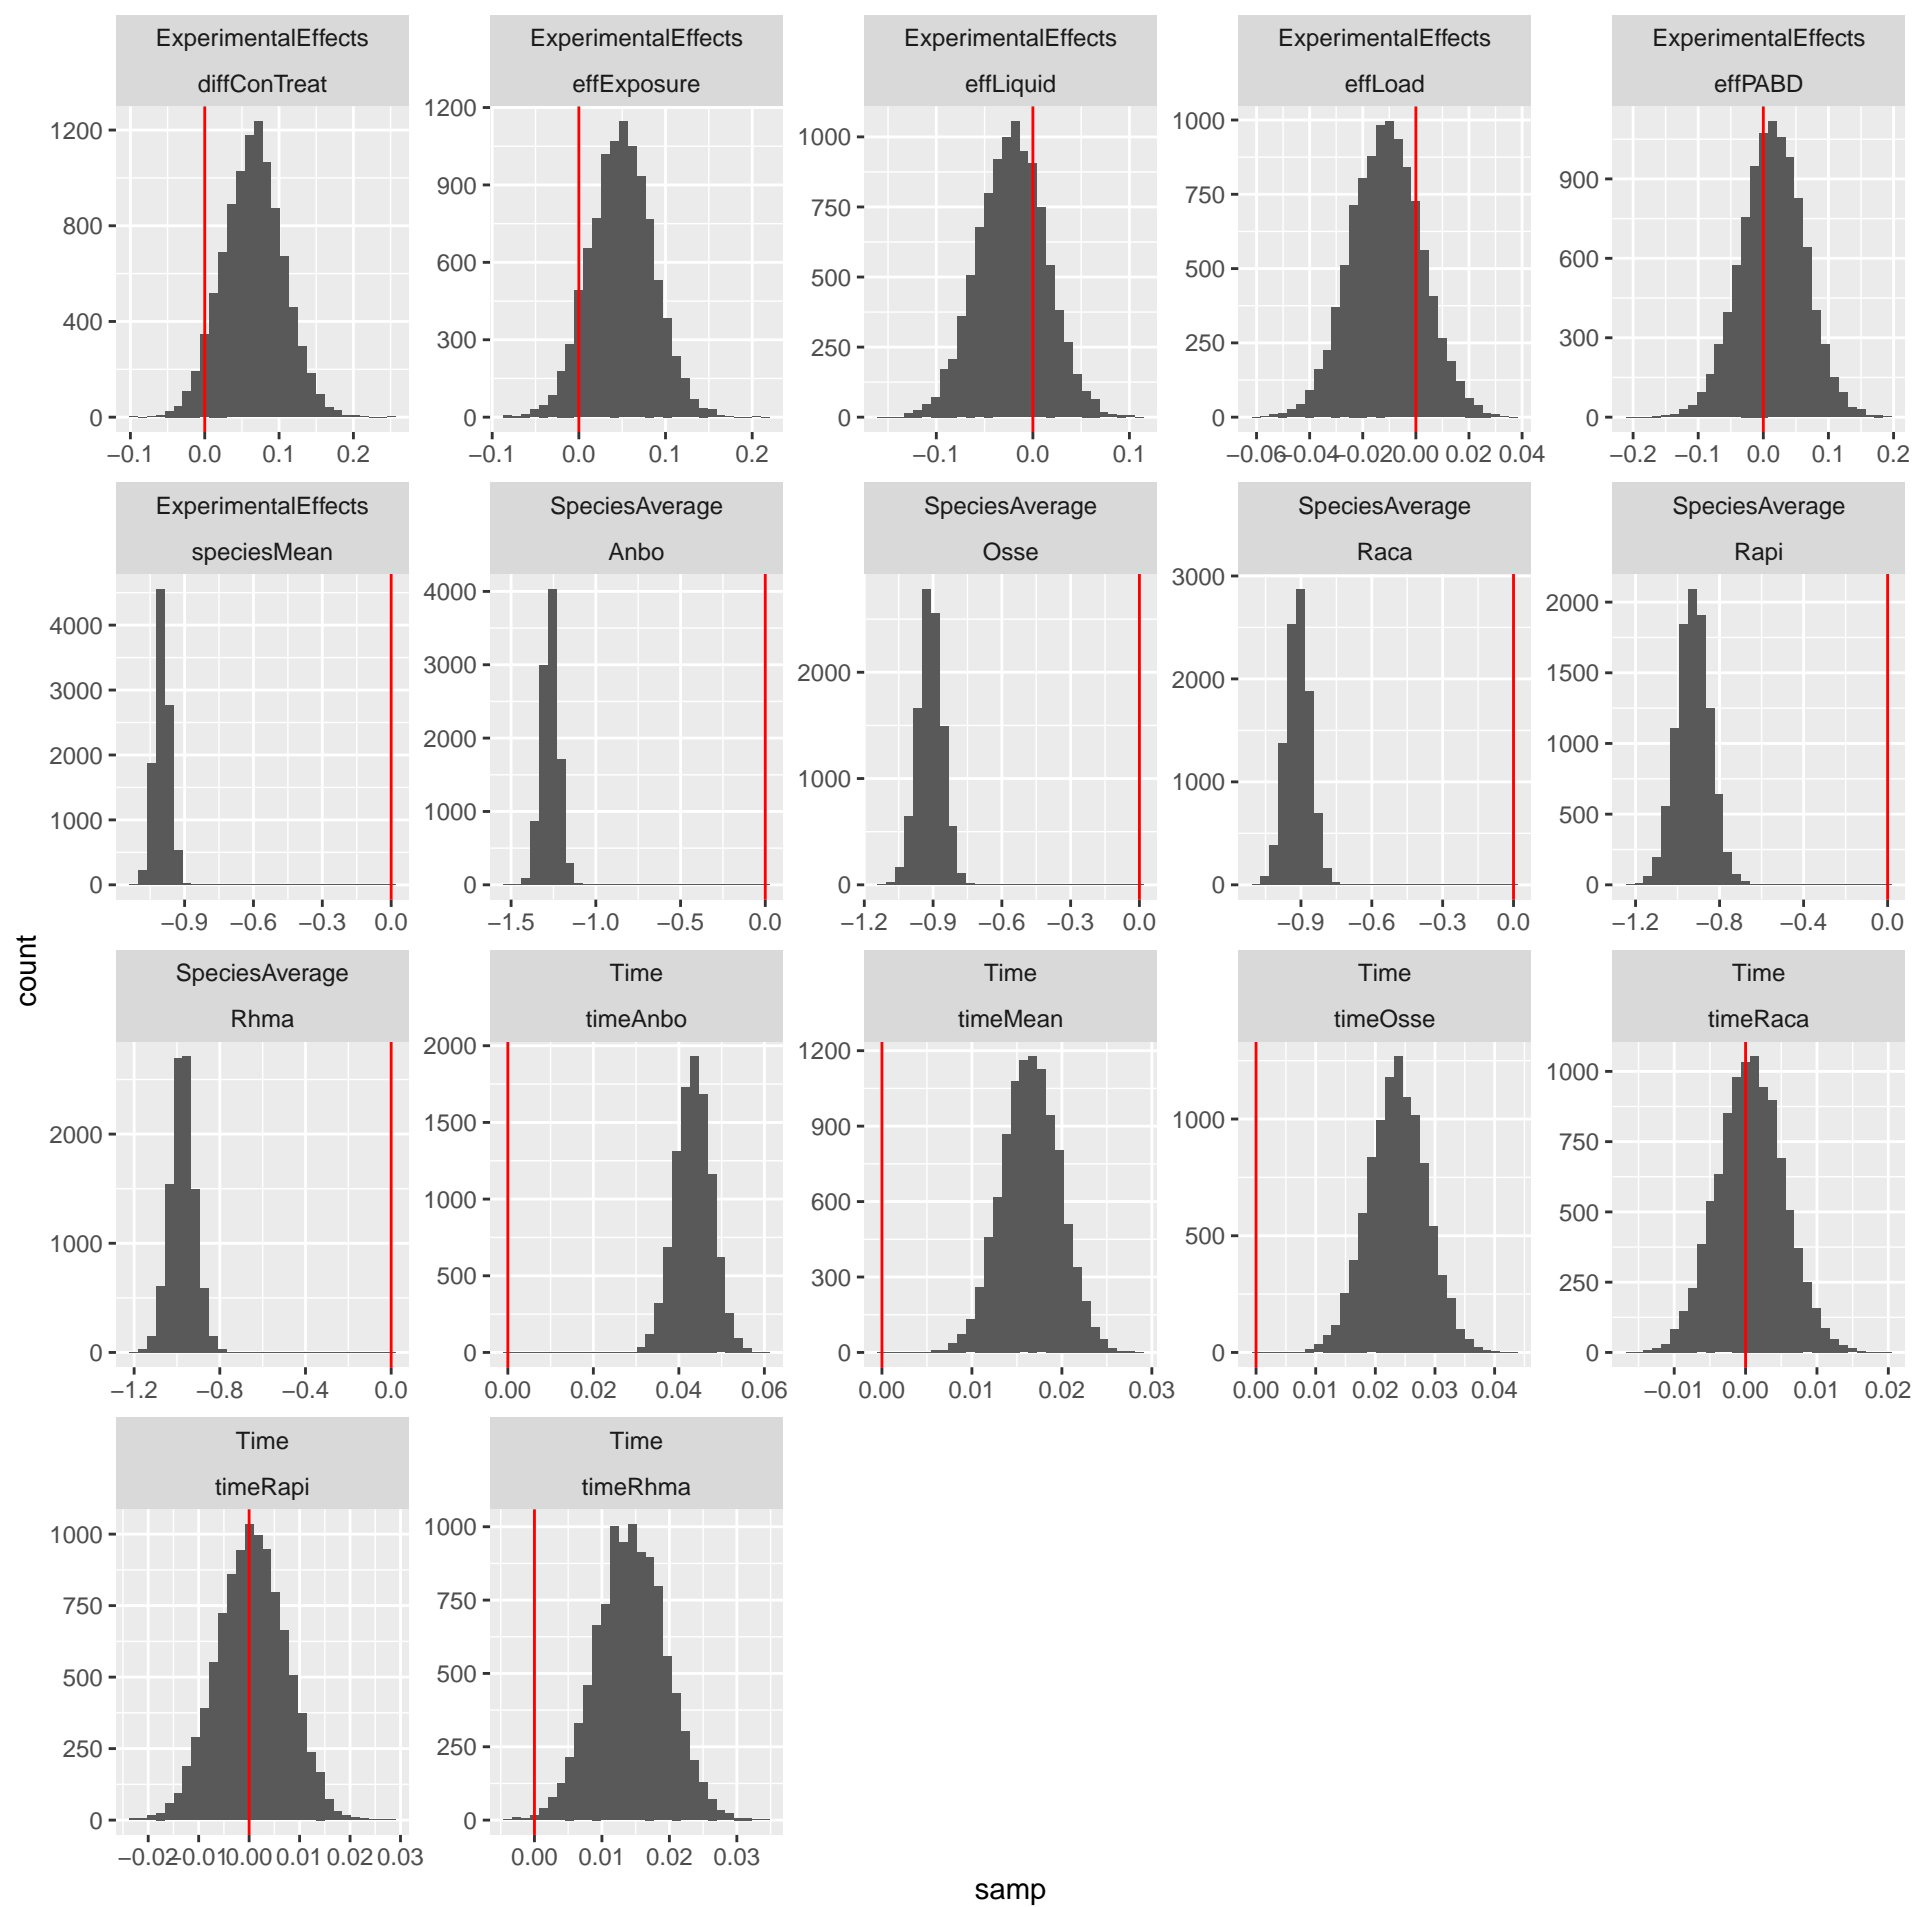 ExperimentalEffects ExperimentalEffects ExperimentalEffects ExperimentalEffects ExperimentalEffects
diffConTreat effExposure effLiquid effLoad effPABD
1200
800
400
0
−0.1 0.0 0.1 0.2
1200
900
600
300
0
−0.1 0.0 0.1 0.2
1000
750
500
250
0
−0.1 0.0 0.1
1000
750
500
250
0
−0.06 −0.04 −0.02 0.00 0.02 0.04
900
600
300
0
−0.2 −0.1 0.0 0.1 0.2
ExperimentalEffects SpeciesAverage SpeciesAverage SpeciesAverage SpeciesAverage
speciesMean Anbo Osse Raca Rapi
4000
3000
2000
1000
0
−0.9 −0.6 −0.3 0.0
4000
3000
2000
1000
0
−1.5 −1.0 −0.5 0.0
2000
1000
0
−1.2 −0.9 −0.6 −0.3 0.0
3000
2000
1000
0
−0.9 −0.6 −0.3 0.0
2000
1500
1000
500
0
−1.2 −0.8 −0.4 0.0
count
SpeciesAverage Time Time Time Time
Rhma timeAnbo timeMean timeOsse timeRaca
2000
1000
0
−1.2 −0.8 −0.4 0.0
2000
1500
1000
500
0
0.00 0.02 0.04 0.06
1200
900
600
300
0
0.00 0.01 0.02 0.03
1000
500
0
0.00 0.01 0.02 0.03 0.04
1000
750
500
250
0
−0.01 0.00 0.01 0.02
Time Time
timeRapi timeRhma
1000
750
500
250
0
−0.02 −0.01 0.00 0.01 0.02 0.03
1000
750
500
250
0
0.00 0.01 0.02 0.03
samp